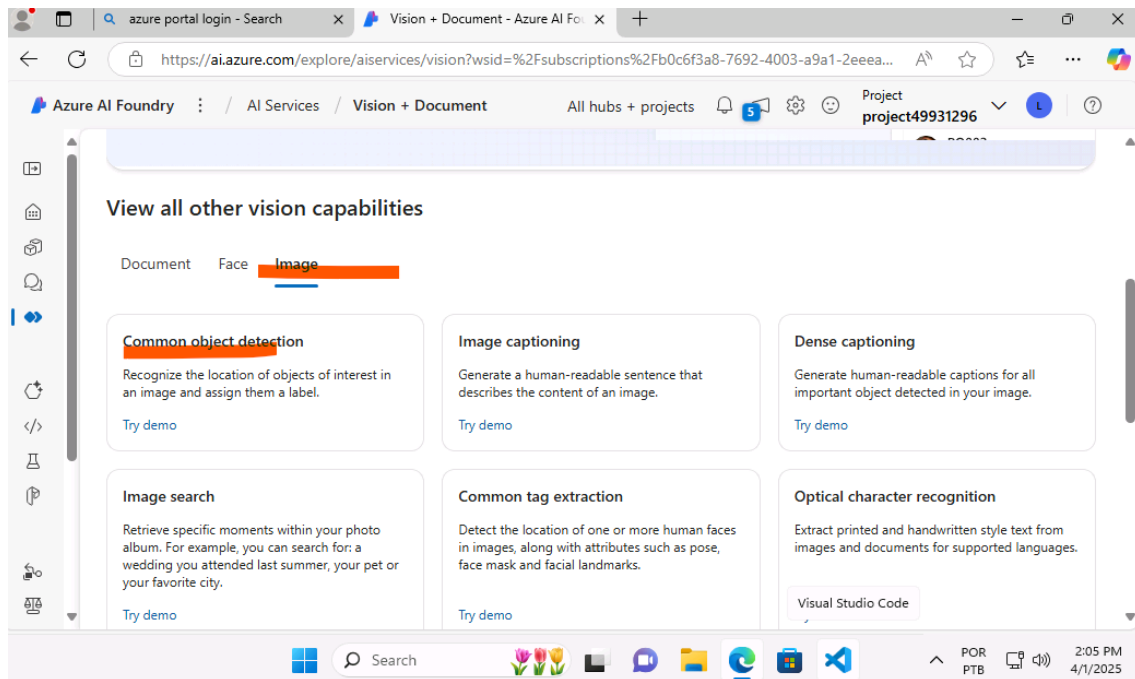 azure portal login - Search
Vision + Document - Azure AI Fo
https://ai.azure.com/explore/aiservices/vision?wsid=%2Fsubscriptions%2Fb0c6f3a8-7692-4003-a9a1-2eeea...
Azure AI Foundry / AI Services / Vision + Document
All hubs + projects
5
Project
project49931296
L
View all other vision capabilities
Document Face Image
Common object detection
Recognize the location of objects of interest in
an image and assign them a label.
Try demo
Image captioning
Generate a human-readable sentence that
describes the content of an image.
Try demo
Dense captioning
Generate human-readable captions for all
important object detected in your image.
Try demo
Image search
Retrieve specific moments within your photo
album. For example, you can search for: a
wedding you attended last summer, your pet or
your favorite city.
Try demo
Common tag extraction
Detect the location of one or more human faces
in images, along with attributes such as pose,
face mask and facial landmarks.
Try demo
Optical character recognition
Extract printed and handwritten style text from
images and documents for supported languages.
Visual Studio Code
Search
POR
PTB
2:05 PM
4/1/2025